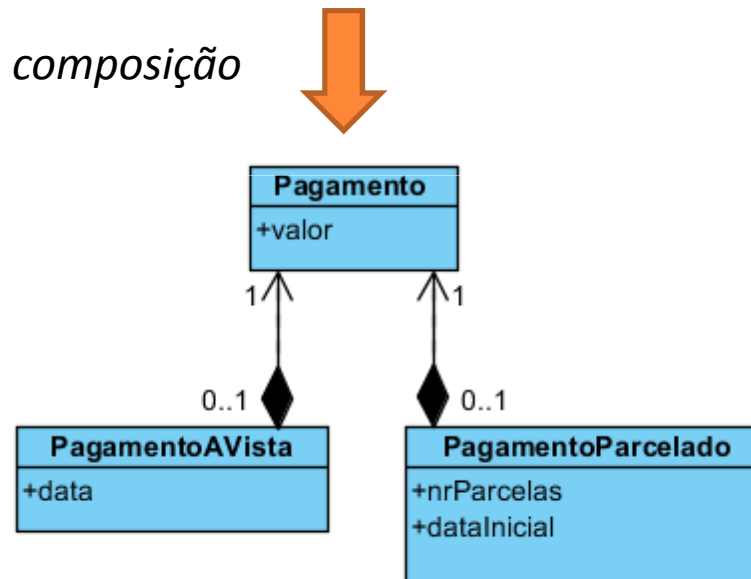 composição
Pagamento
+valor
1
1
0..1
0..1
PagamentoAVista
+data
PagamentoParcelado
+nrParcelas
+dataInicial